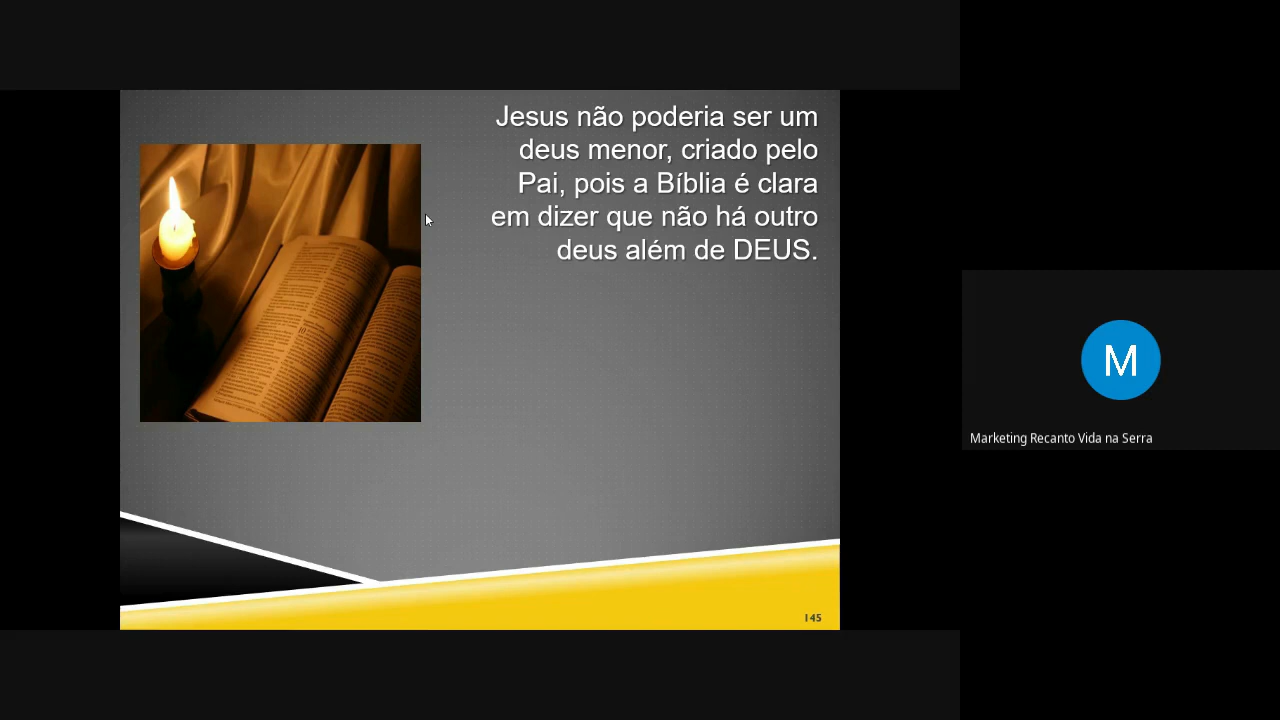 Jesus não poderia ser um
deus menor, criado pelo
Pai, pois a Bíblia é clara
em dizer que não há outro
deus além de DEUS.
145
M
Marketing Recanto Vida na Serra